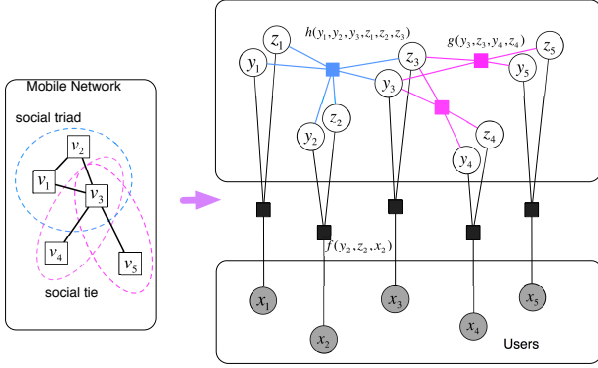 Mobile Network
social triad
v2
v1
v3
v4
v5
social tie
h(y1,y2,y3,z1,z2,z3)
g(y3,z3,y4,z4)
z1
y1
z3
z5
y5
y3
z2
y2
z4
y4
f(y2,z2,x2)
x1
x2
x3
x4
x5
Users